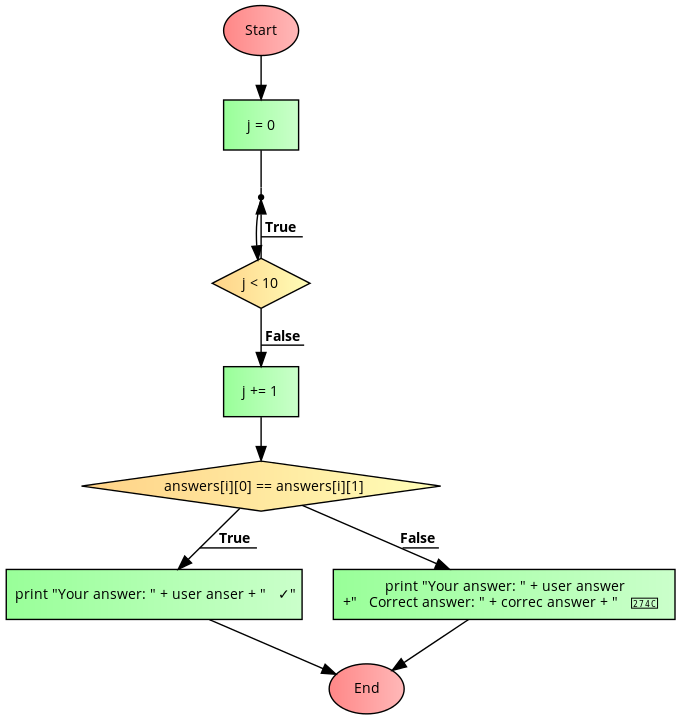 Start
j = 0
True
j < 10
False
j += 1
answers[i][0] == answers[i][1]
True
False
print "Your answer: " + user anser + "   ✓"
print "Your answer: " + user answer
+"   Correct answer: " + correc answer + "   274C
End